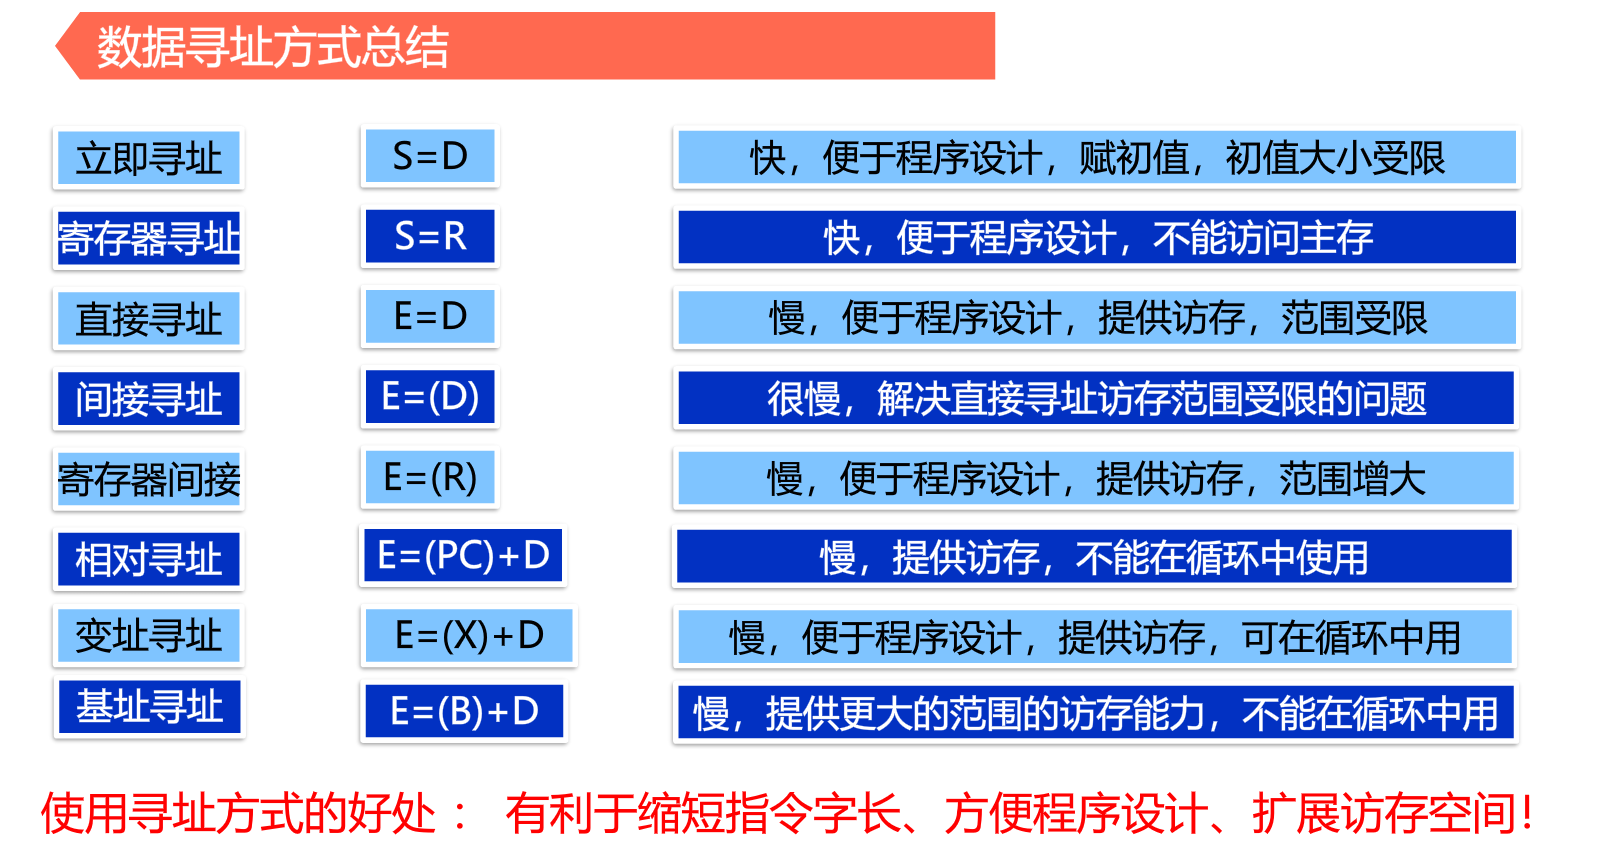 数据寻址方式总结
立即寻址 S=D 快，便于程序设计，赋初值，初值大小受限
寄存器寻址 S=R 快，便于程序设计，不能访问主存
直接寻址 E=D 慢，便于程序设计，提供访存，范围受限
间接寻址 E=(D) 很慢，解决直接寻址访存范围受限的问题
寄存器间接 E=(R) 慢，便于程序设计，提供访存，范围增大
相对寻址 E=(PC)+D 慢，提供访存，不能在循环中使用
变址寻址 E=(X)+D 慢，便于程序设计，提供访存，可在循环中用
基址寻址 E=(B)+D 慢，提供更大的范围的访存能力，不能在循环中用
使用寻址方式的好处： 有利于缩短指令字长、方便程序设计、扩展访存空间!